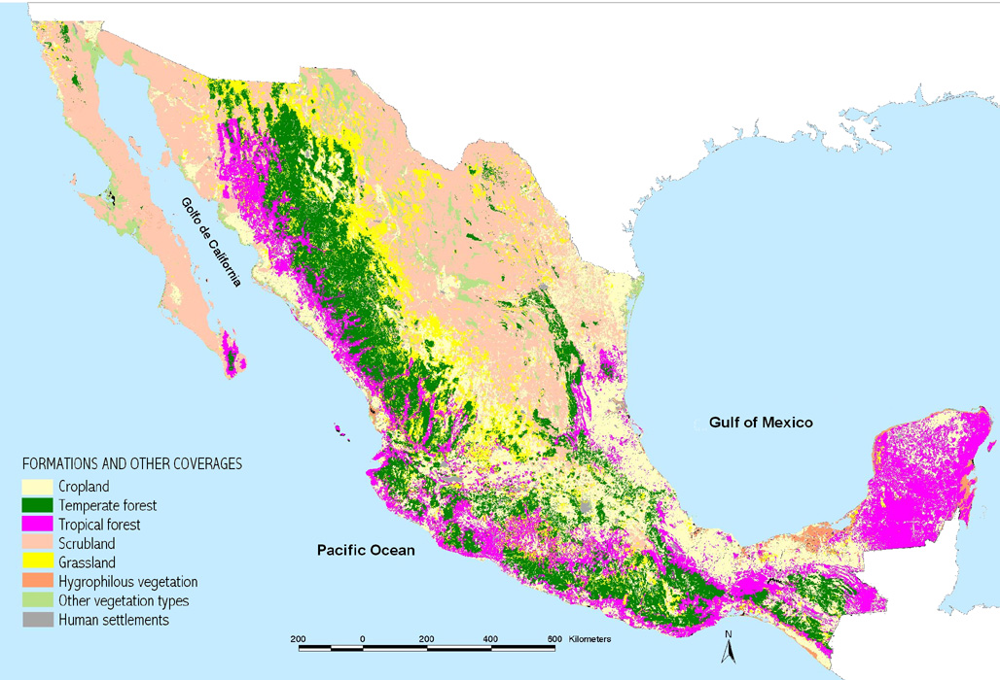 Golfo de California
Gulf of Mexico
FORMATIONS AND OTHER COVERAGES
Cropland
Temperate forest
Tropical forest
Scrubland
Grassland
Hygrophilous vegetation
Other vegetation types
Human settlements
Pacific Ocean
200 0 200 400 600 Kilometers
N